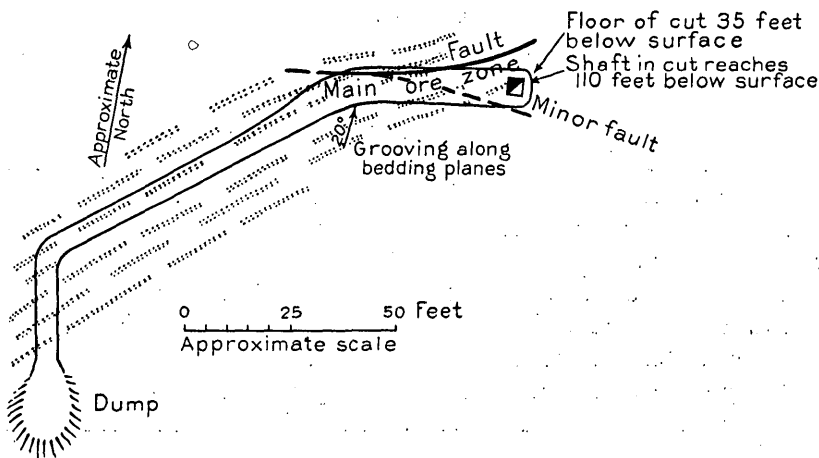 Floor of cut 35 feet
below surface
Shaft in cut reaches
110 feet below surface
Fault
Main ore zone
Minor fault
Approximate
North
20°
Grooving along
bedding planes
0 25 50 Feet
Approximate scale
Dump